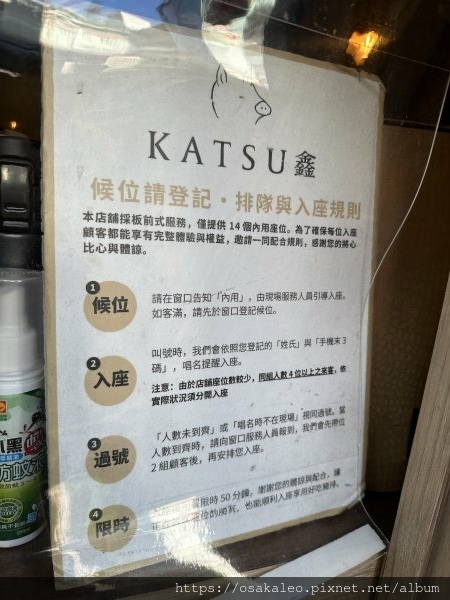 KATSU鑫
候位請登記・排隊與入座規則
本店舖採板前式服務，僅提供14個內用座位。為了確保每位入座
顧客都能享有完整體驗與權益，邀請一同配合規則，感謝您的將心
比心與體諒。
1
候位
請在窗口告知「內用」，由現場服務人員引導入座。
如客滿，請先於窗口登記候位。
2
入座
叫號時，我們會依照您登記的「姓氏」與「手機末3
碼」，唱名提醒入座。
注意：由於店舖座位數較少，同組人數4位以上之來賓，依
實際狀況須分開入座
3
過號
「人數未到齊」或「唱名時不在現場」視同過號。當
人數到齊時，請向窗口服務人員報到，我們會先帶位
2組顧客後，再安排您入座。
4
限時
限時50分鐘，謝謝您的體諒與配合，讓
也能順利入座享用好吃豬排。
防蚊
https://osakaleo.pixnet.net/album